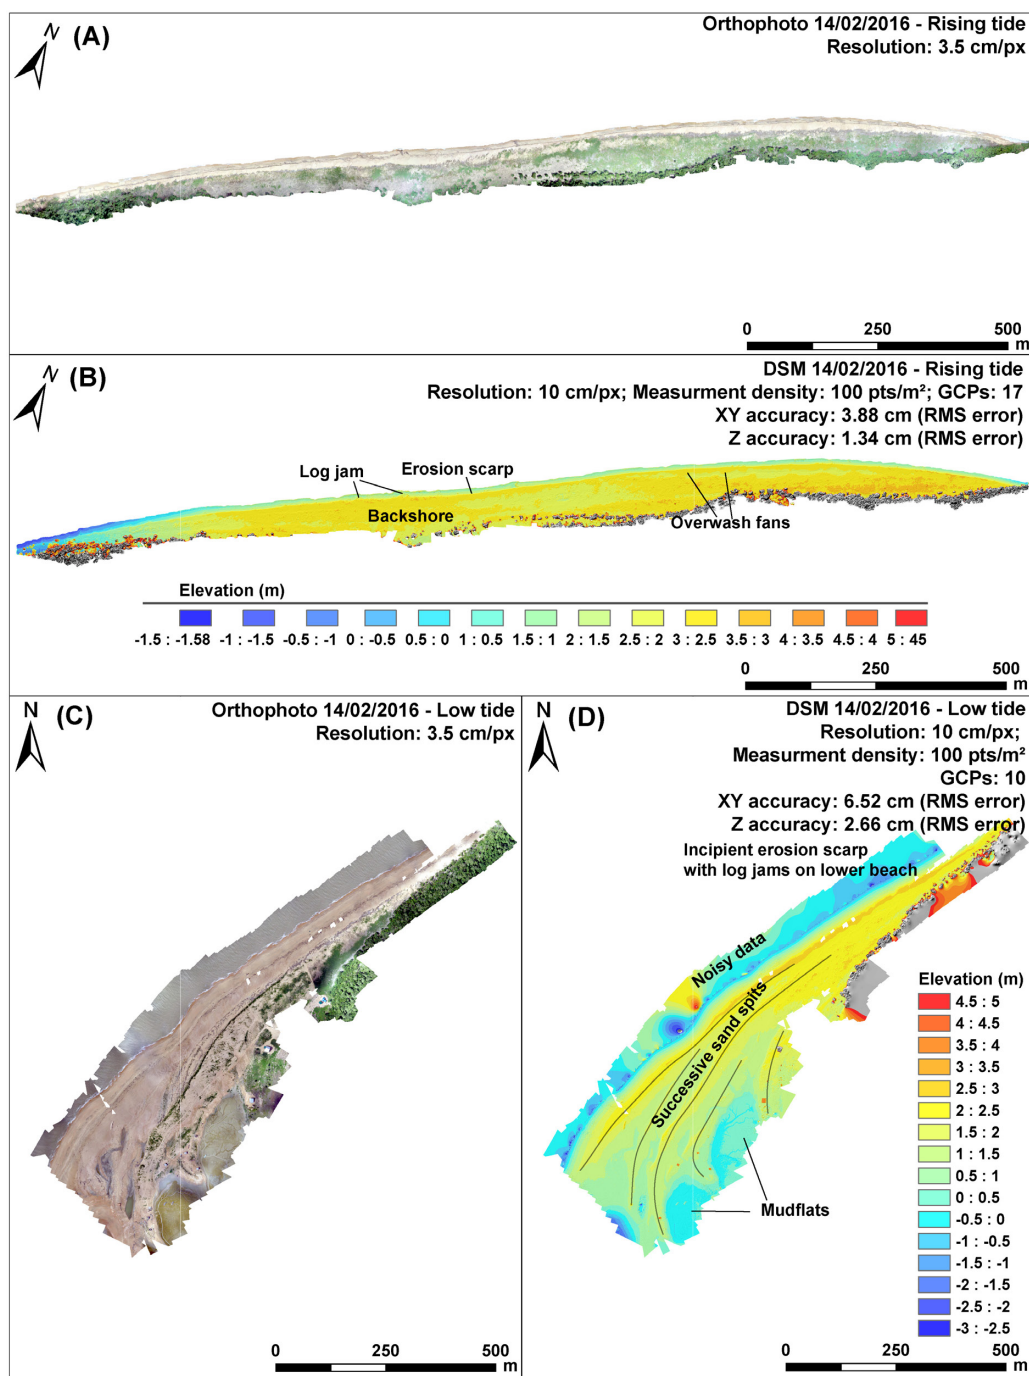 N
(A)
Orthophoto 14/02/2016 - Rising tide
Resolution: 3.5 cm/px
0 250 500
m
N
(B)
DSM 14/02/2016 - Rising tide
Resolution: 10 cm/px; Measurment density: 100 pts/m²; GCPs: 17
XY accuracy: 3.88 cm (RMS error)
Z accuracy: 1.34 cm (RMS error)
Log jam
Erosion scarp
Backshore
Overwash fans
Elevation (m)
-1.5 : -1.58 -1 : -1.5 -0.5 : -1 0 : -0.5 0.5 : 0 1 : 0.5 1.5 : 1 2 : 1.5 2.5 : 2 3 : 2.5 3.5 : 3 4 : 3.5 4.5 : 4 5 : 45
0 250 500
m
N
(C)
Orthophoto 14/02/2016 - Low tide
Resolution: 3.5 cm/px
0 250 500
m
N
(D)
DSM 14/02/2016 - Low tide
Resolution: 10 cm/px;
Measurment density: 100 pts/m²
GCPs: 10
XY accuracy: 6.52 cm (RMS error)
Z accuracy: 2.66 cm (RMS error)
Incipient erosion scarp
with log jams on lower beach
Noisy data
Successive sand spits
Mudflats
Elevation (m)
4.5 : 5
4 : 4.5
3.5 : 4
3 : 3.5
2.5 : 3
2 : 2.5
1.5 : 2
1 : 1.5
0.5 : 1
0 : 0.5
-0.5 : 0
-1 : -0.5
-1.5 : -1
-2 : -1.5
-2.5 : -2
-3 : -2.5
0 250 500
m